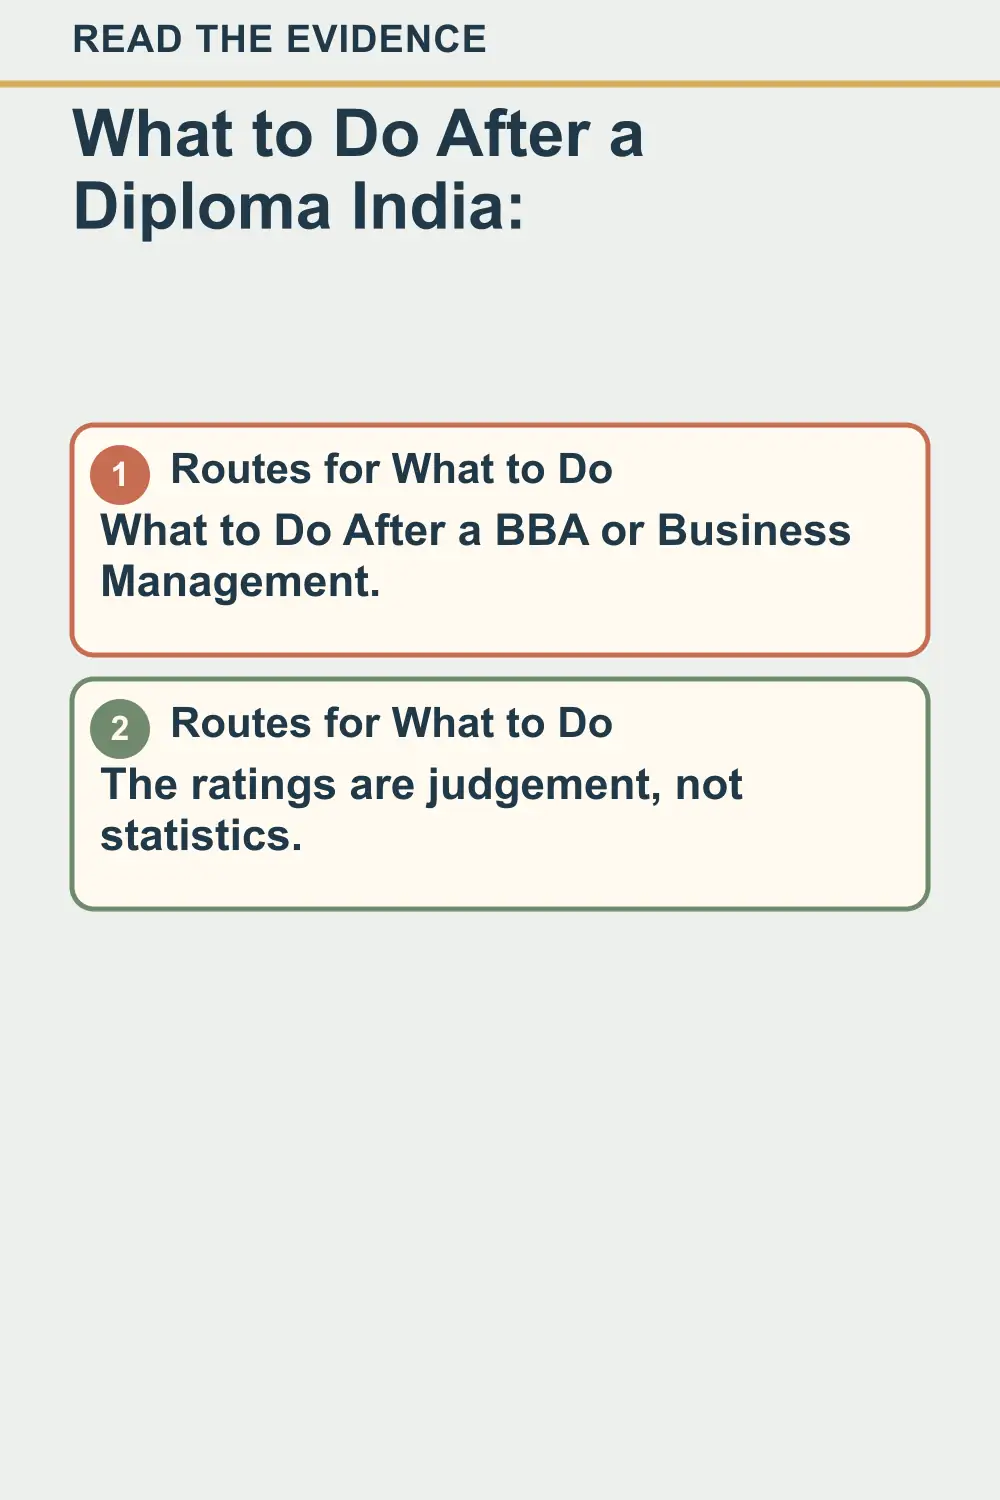 READ THE EVIDENCE
What to Do After a
Diploma India:
1 Routes for What to Do
What to Do After a BBA or Business
Management.
2 Routes for What to Do
The ratings are judgement, not
statistics.